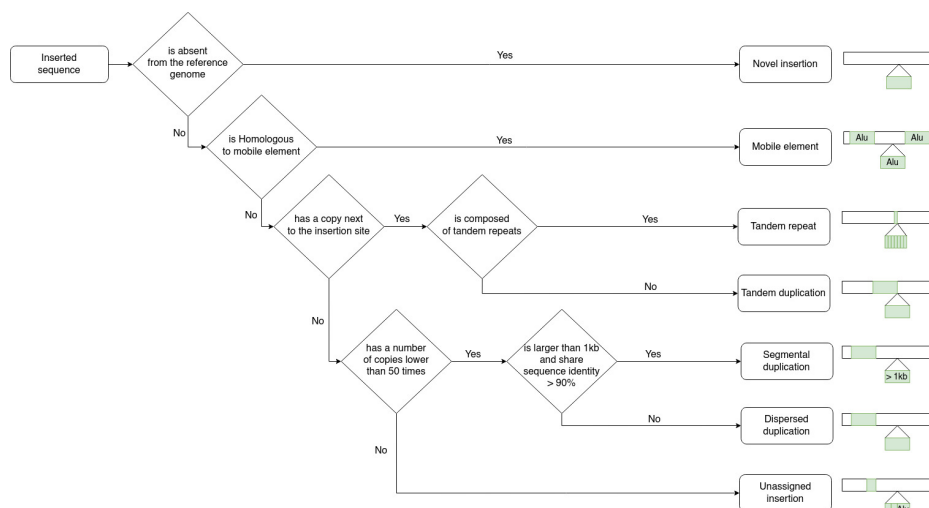 Inserted
sequence
is absent
from the reference
genome
Yes
Novel insertion
No
is Homologous
to mobile element
Yes
Mobile element
Alu
Alu
Alu
No
has a copy next
to the insertion site
Yes
is composed
of tandem repeats
Yes
Tandem repeat
No
Tandem duplication
No
has a number
of copies lower
than 50 times
Yes
is larger than 1kb
and share
sequence identity
> 90%
Yes
Segmental
duplication
> 1kb
No
Dispersed
duplication
No
Unassigned
insertion